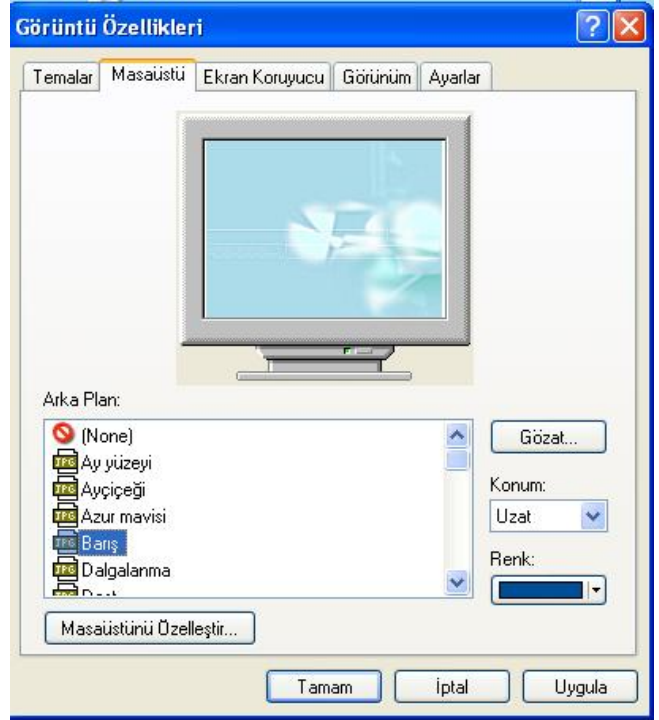 Görüntü Özellikleri
Temalar Masaüstü Ekran Koruyucu Görünüm Ayarlar
Arka Plan:
(None)
Ay yüzeyi
Ayçiçeği
Azur mavisi
Barış
Dalgalanma
Gözat...
Konum:
Uzat
Renk:
Masaüstünü Özelleştir...
Tamam İptal Uygula